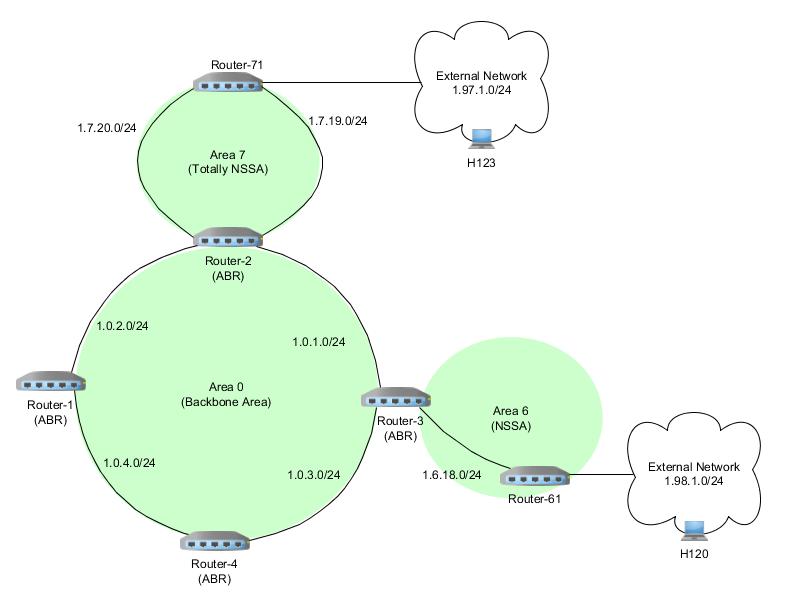 Router-71
External Network
1.97.1.0/24
1.7.20.0/24
1.7.19.0/24
Area 7
(Totally NSSA)
H123
Router-2
(ABR)
1.0.2.0/24
1.0.1.0/24
Area 0
(Backbone Area)
Router-1
(ABR)
Router-3
(ABR)
Area 6
(NSSA)
1.0.4.0/24
1.0.3.0/24
1.6.18.0/24
Router-61
External Network
1.98.1.0/24
H120
Router-4
(ABR)